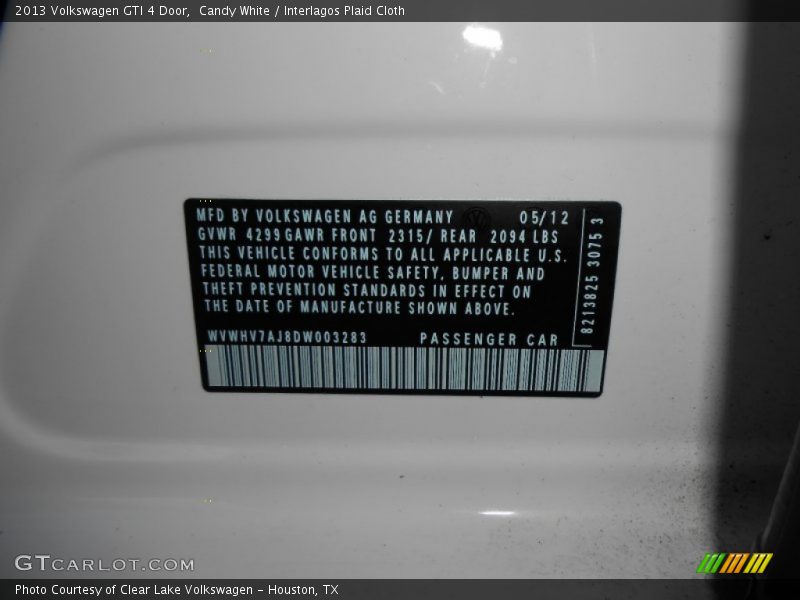 2013 Volkswagen GTI 4 Door,  Candy White / Interlagos Plaid Cloth
MFD BY VOLKSWAGEN AG GERMANY 05/12
GVWR 4299 GAWR FRONT 2315/ REAR 2094 LBS
THIS VEHICLE CONFORMS TO ALL APPLICABLE U.S.
FEDERAL MOTOR VEHICLE SAFETY, BUMPER AND
THEFT PREVENTION STANDARDS IN EFFECT ON
THE DATE OF MANUFACTURE SHOWN ABOVE.
WVWHV7AJ8DW003283 PASSENGER CAR
8213825 3075 3
GTCARLOT.COM
Photo Courtesy of Clear Lake Volkswagen - Houston, TX